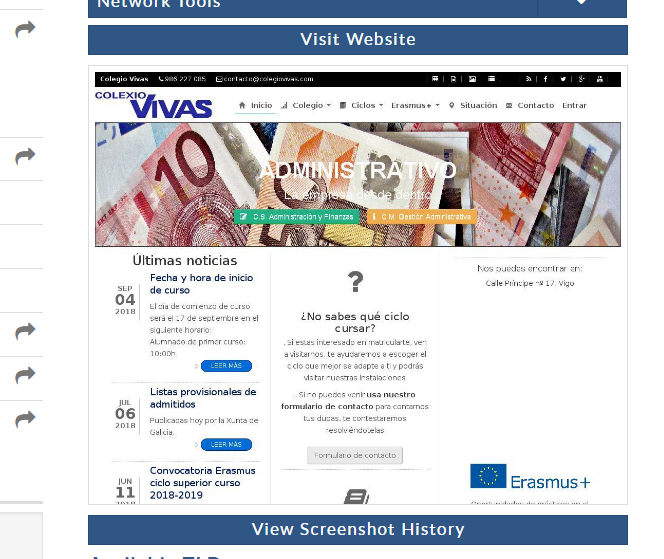 Network Tools
Visit Website
Colegio Vivas 986 227 085 contacto@colegiovivas.com
COLEXIO
VIVAS
Inicio Colegio Ciclos Erasmus+ Situación Contacto Entrar
ADMINISTRATIVO
La empresa desde dentro
C.S. Administración y Finanzas C.M. Gestión Administrativa
Últimas noticias
SEP
04
2018
Fecha y hora de inicio
de curso
El día de comienzo de curso
será el 17 de septiembre en el
siguiente horario:
Alumnado de primer curso:
10:00h.
LEER MÁS
JUL
06
2018
Listas provisionales de
admitidos
Publicadas hoy por la Xunta de
Galicia.
LEER MÁS
JUN
11
2018
Convocatoria Erasmus
ciclo superior curso
2018-2019
?
¿No sabes qué ciclo
cursar?
. Si estas interesado en matricularte, ven
a visitarnos, te ayudaremos a escoger el
ciclo que mejor se adapte a ti y podrás
visitar nuestras instalaciones.
. Si no puedes venir usa nuestro
formulario de contacto para contarnos
tus dudas, te contestaremos
resolviéndotelas.
Formulario de contacto
Nos puedes encontrar en:
Calle Príncipe nº 17, Vigo
Erasmus+
View Screenshot History